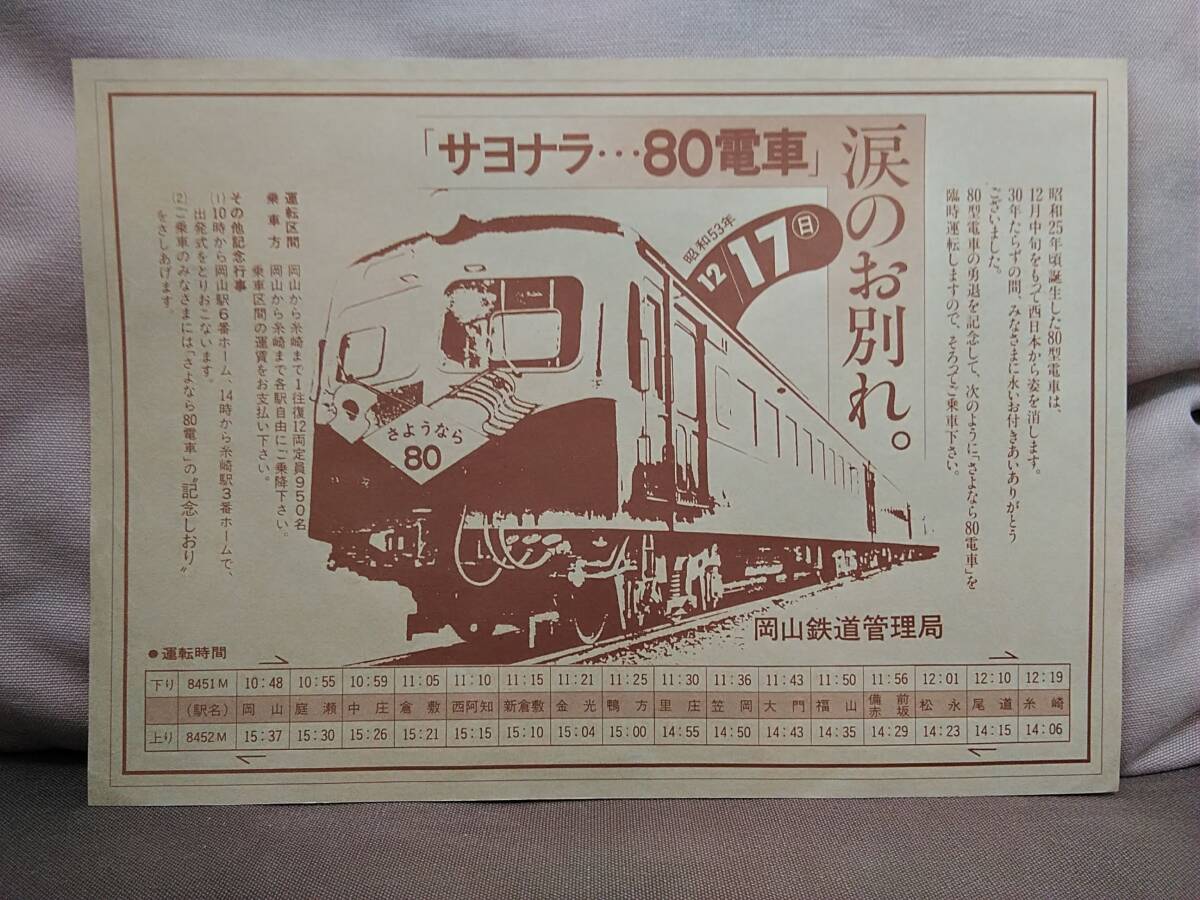 涙のお別れ。
「サヨナラ…80電車」
昭和53年
12/17日
昭和25年頃誕生した80型電車は、
12月中旬をもって西日本から姿を消します。
30年たらずの間、みなさまに永いお付きあいありがとう
ございました。
80型電車の勇退を記念して、次のように「さよなら80電車」を
臨時運転しますので、そろってご乗車下さい。
さようなら
80
運転区間 岡山から糸崎まで1往復12両定員950名
乗車方 岡山から糸崎まで各駅自由にご乗降下さい。
乗車区間の運賃をお支払い下さい。
その他記念行事
(1)10時から岡山駅6番ホーム、14時から糸崎駅3番ホームで、
出発式をとりおこないます。
(2)ご乗車のみなさまには「さよなら80電車」の"記念しおり"
をさしあげます。
岡山鉄道管理局
●運転時間
下り 8451M 10:48 10:55 10:59 11:05 11:10 11:15 11:21 11:25 11:30 11:36 11:43 11:50 11:56 12:01 12:10 12:19
(駅名) 岡山 庭瀬 中庄 倉敷 西阿知 新倉敷 金光 鴨方 里庄 笠岡 大門 福山 備前赤坂 松永 尾道 糸崎
上り 8452M 15:37 15:30 15:26 15:21 15:15 15:10 15:04 15:00 14:55 14:50 14:43 14:35 14:29 14:23 14:15 14:06